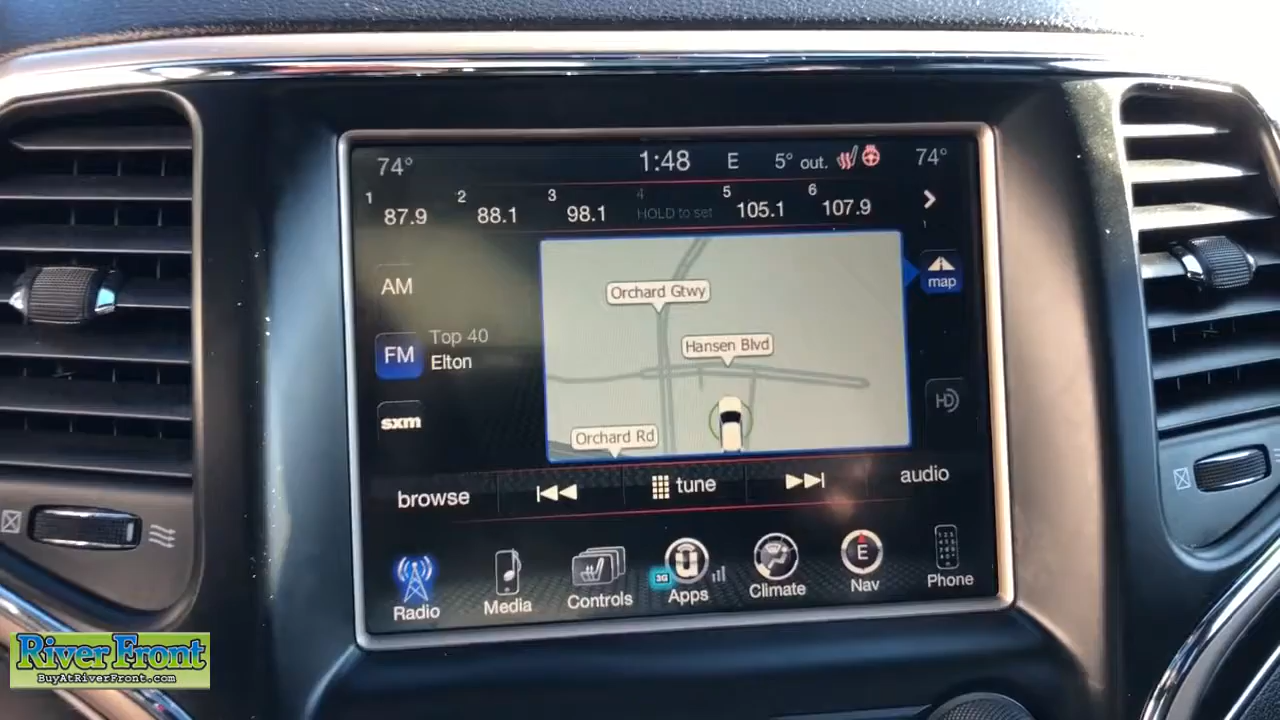 74° 1:48 E 5° out. 74°
1 87.9 2 88.1 3 98.1 4 HOLD to set 5 105.1 6 107.9
1
AM
FM Top 40
Elton
sxm
Orchard Gtwy
Hansen Blvd
Orchard Rd
map
HD
browse tune audio
Radio Media Controls 3G Apps Climate E Nav Phone
River Front
BuyAtRiverFront.com